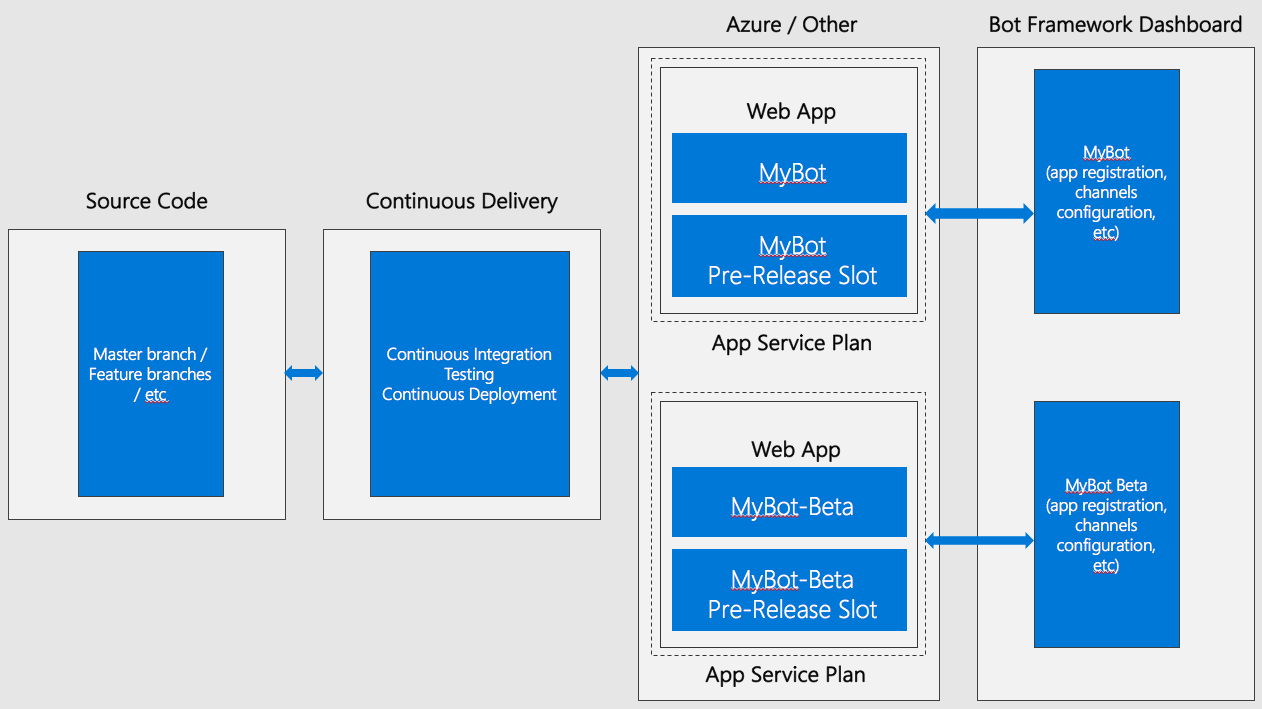 Source Code
Master branch /
Feature branches
/ etc
Continuous Delivery
Continuous Integration
Testing
Continuous Deployment
Azure / Other
Web App
MyBot
MyBot
Pre-Release Slot
App Service Plan
Web App
MyBot-Beta
MyBot-Beta
Pre-Release Slot
App Service Plan
Bot Framework Dashboard
MyBot
(app registration,
channels
configuration,
etc)
MyBot Beta
(app registration,
channels
configuration,
etc)